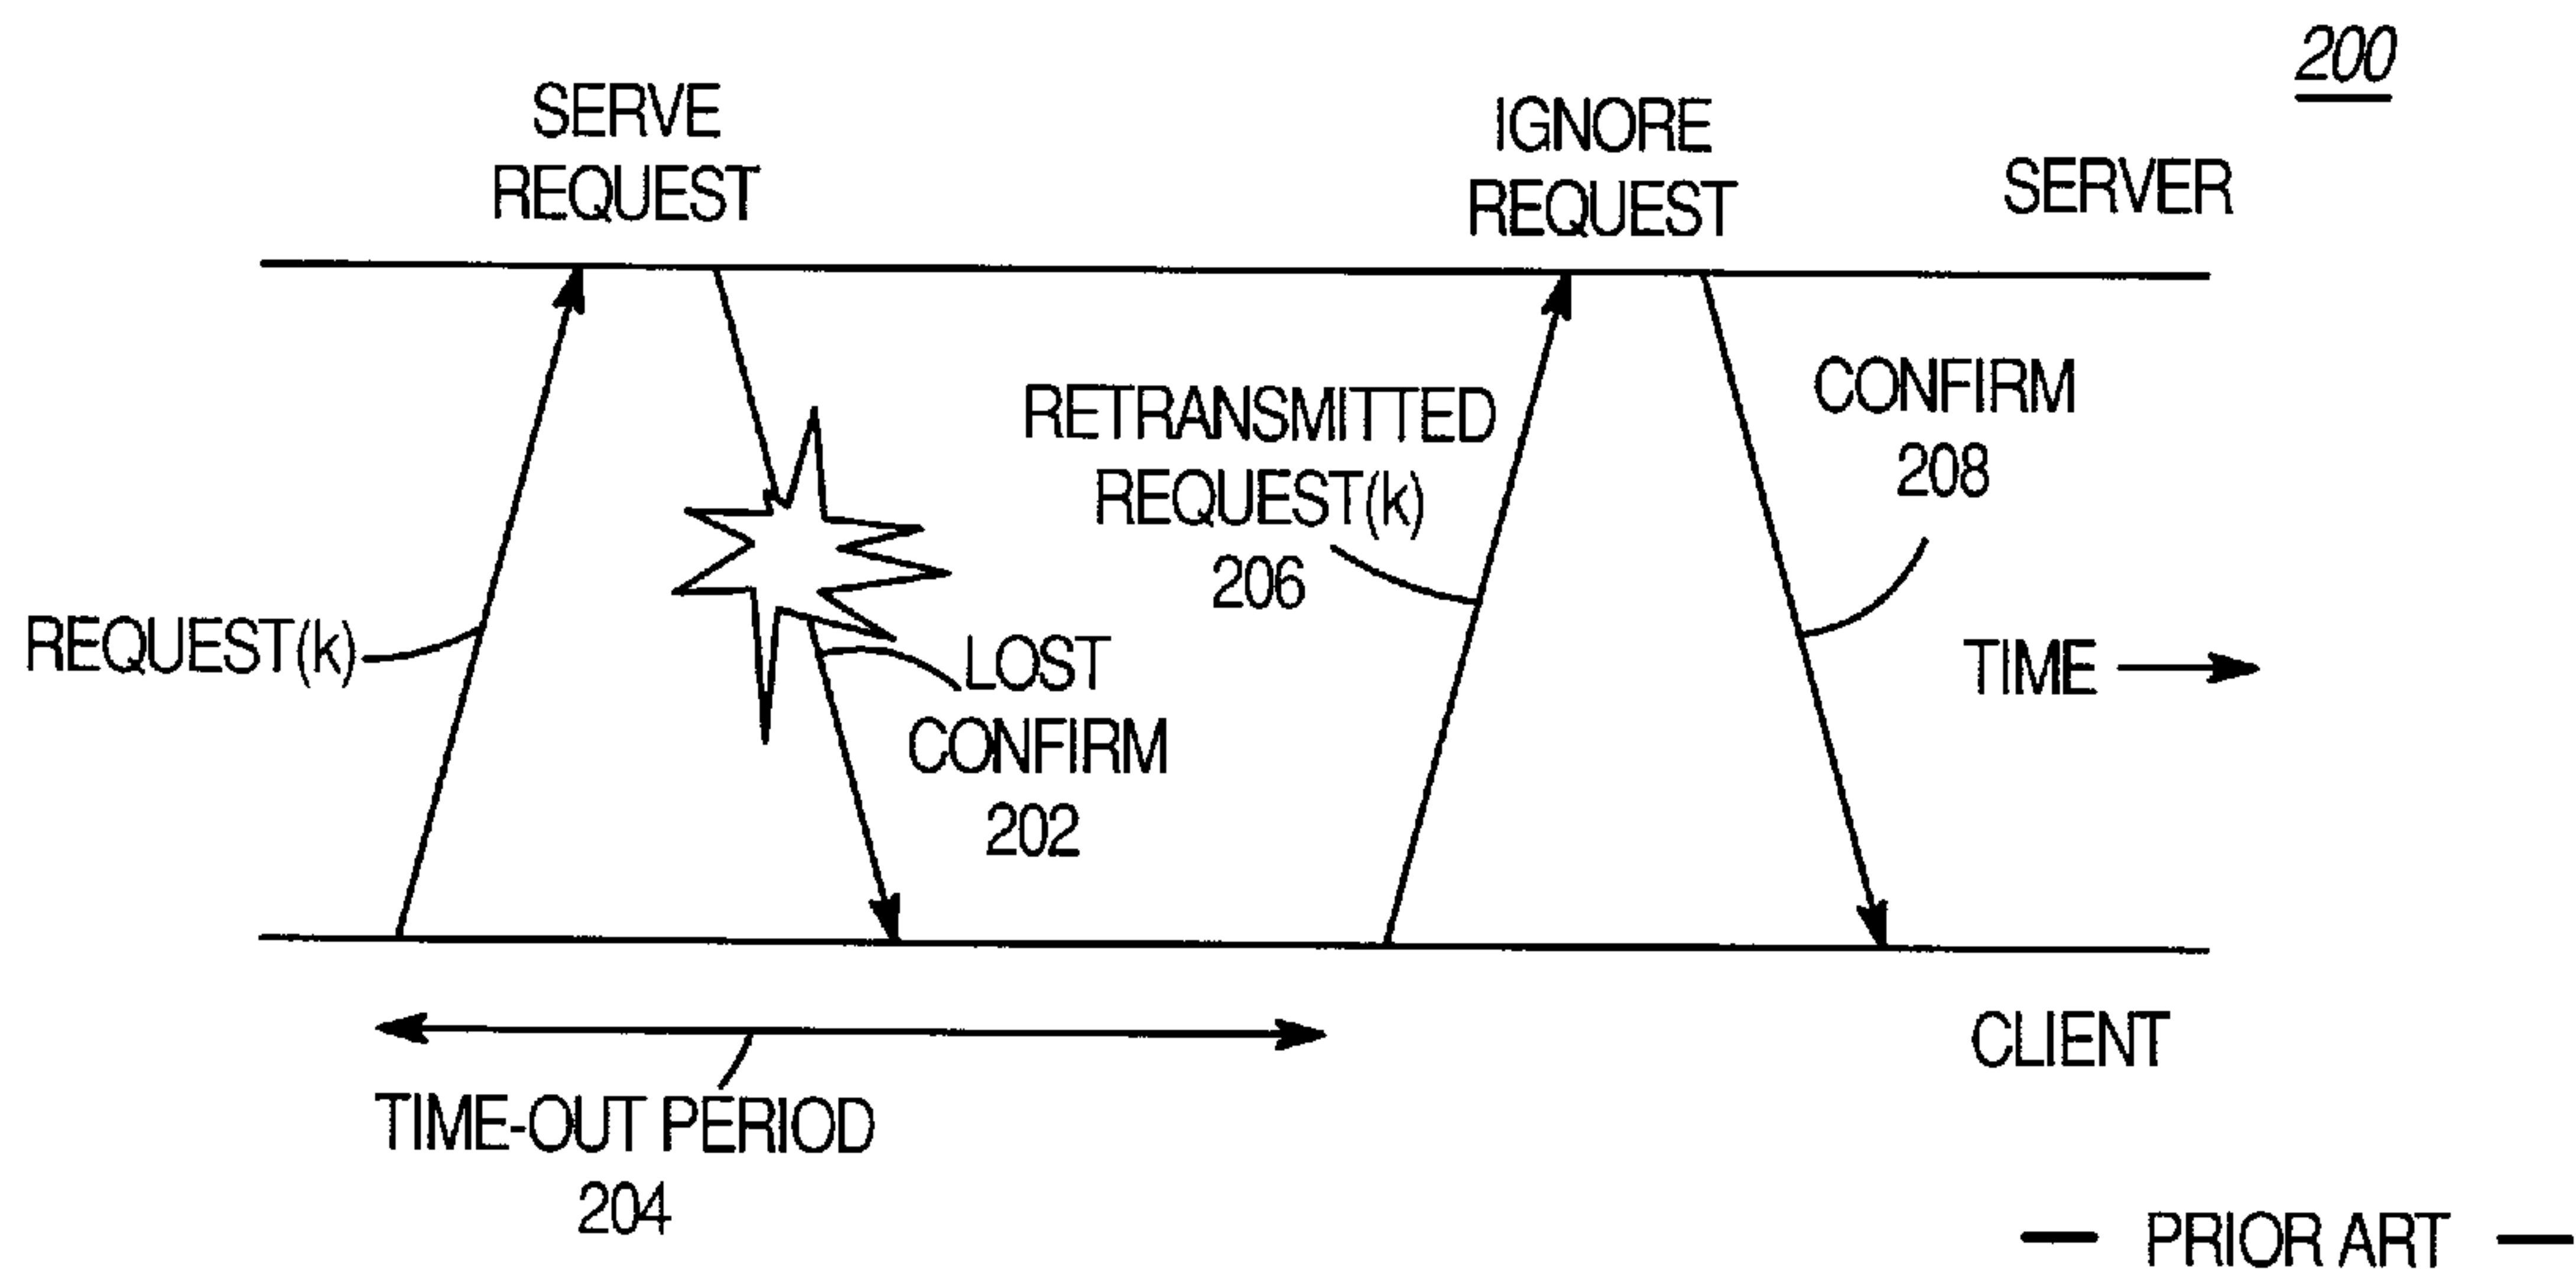 200
SERVE
REQUEST
IGNORE
REQUEST
SERVER
REQUEST(k)
LOST
CONFIRM
202
RETRANSMITTED
REQUEST(k)
206
CONFIRM
208
TIME
CLIENT
TIME-OUT PERIOD
204
— PRIOR ART —